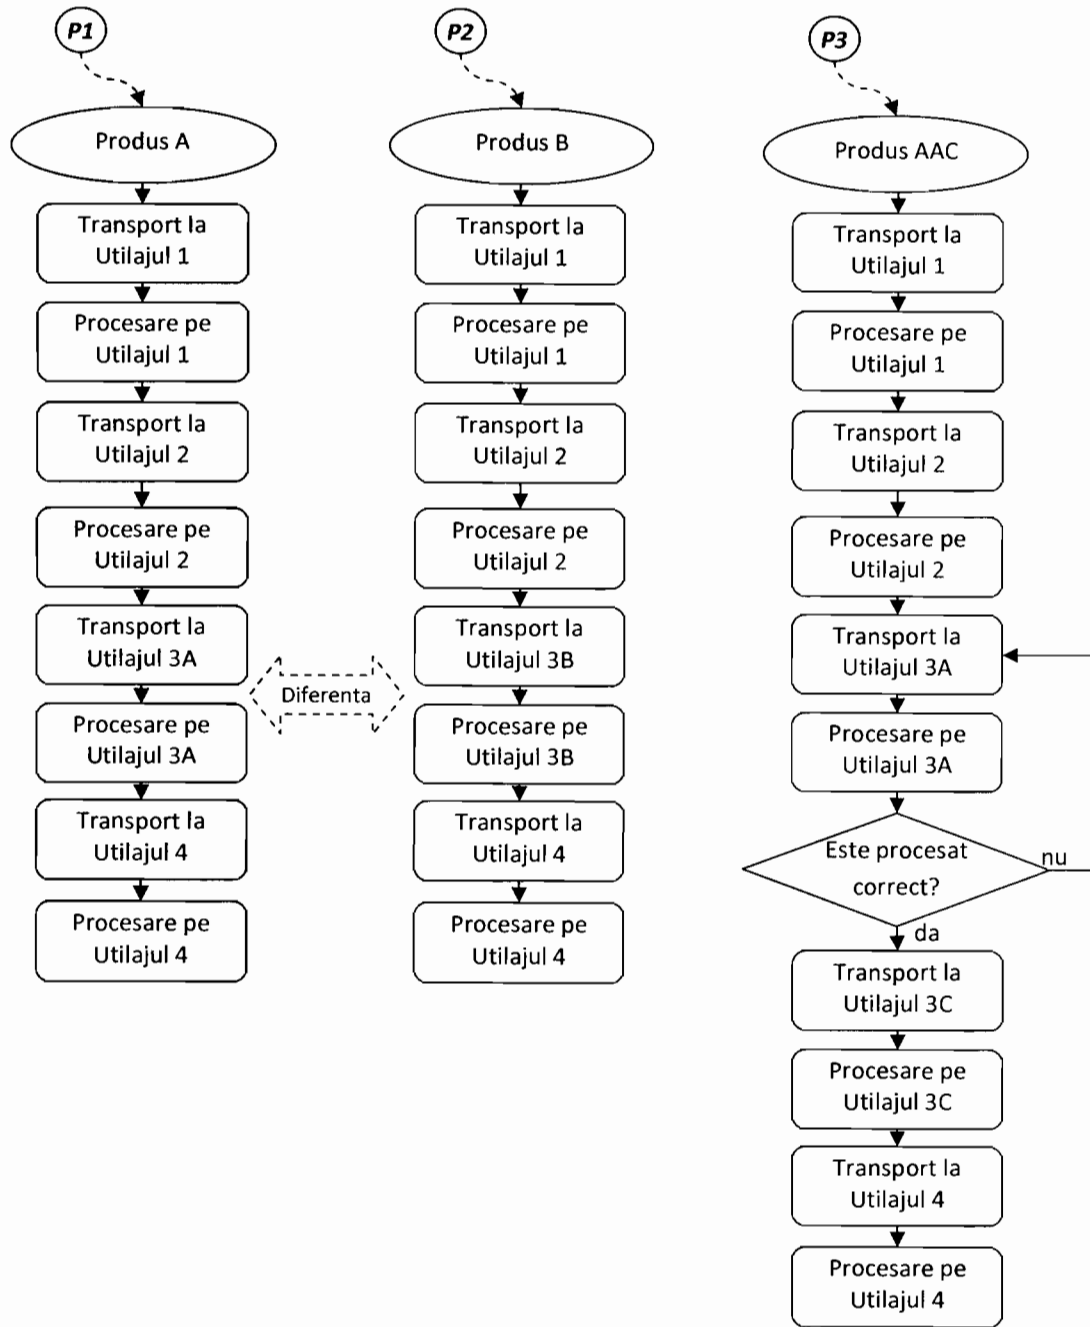 P1
Produs A
Transport la
Utilajul 1
Procesare pe
Utilajul 1
Transport la
Utilajul 2
Procesare pe
Utilajul 2
Transport la
Utilajul 3A
Procesare pe
Utilajul 3A
Transport la
Utilajul 4
Procesare pe
Utilajul 4
Diferenta
P2
Produs B
Transport la
Utilajul 1
Procesare pe
Utilajul 1
Transport la
Utilajul 2
Procesare pe
Utilajul 2
Transport la
Utilajul 3B
Procesare pe
Utilajul 3B
Transport la
Utilajul 4
Procesare pe
Utilajul 4
P3
Produs AAC
Transport la
Utilajul 1
Procesare pe
Utilajul 1
Transport la
Utilajul 2
Procesare pe
Utilajul 2
Transport la
Utilajul 3A
Procesare pe
Utilajul 3A
Este procesat
correct?
nu
da
Transport la
Utilajul 3C
Procesare pe
Utilajul 3C
Transport la
Utilajul 4
Procesare pe
Utilajul 4